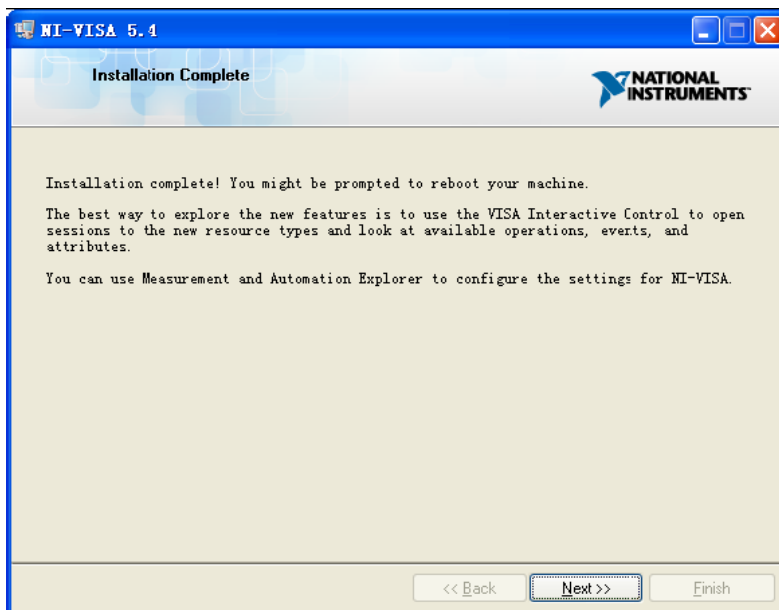 NI-VISA 5.4
Installation Complete
NATIONAL
INSTRUMENTS™
Installation complete! You might be prompted to reboot your machine.
The best way to explore the new features is to use the VISA Interactive Control to open
sessions to the new resource types and look at available operations, events, and
attributes.
You can use Measurement and Automation Explorer to configure the settings for NI-VISA.
<< Back
Next >>
Finish